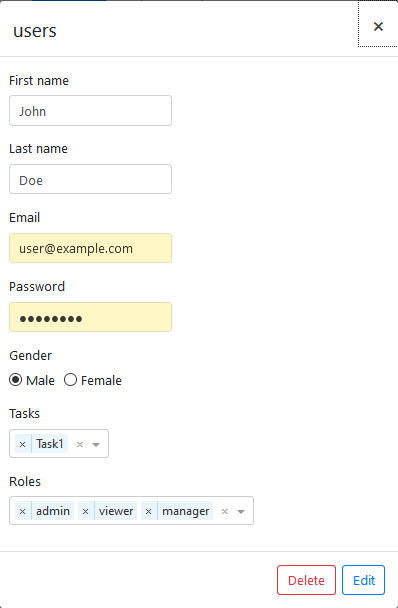 users
×
First name
John
Last name
Doe
Email
user@example.com
Password
●●●●●●●●
Gender
Male Female
Tasks
× Task1 ×
Roles
× admin × viewer × manager ×
Delete Edit